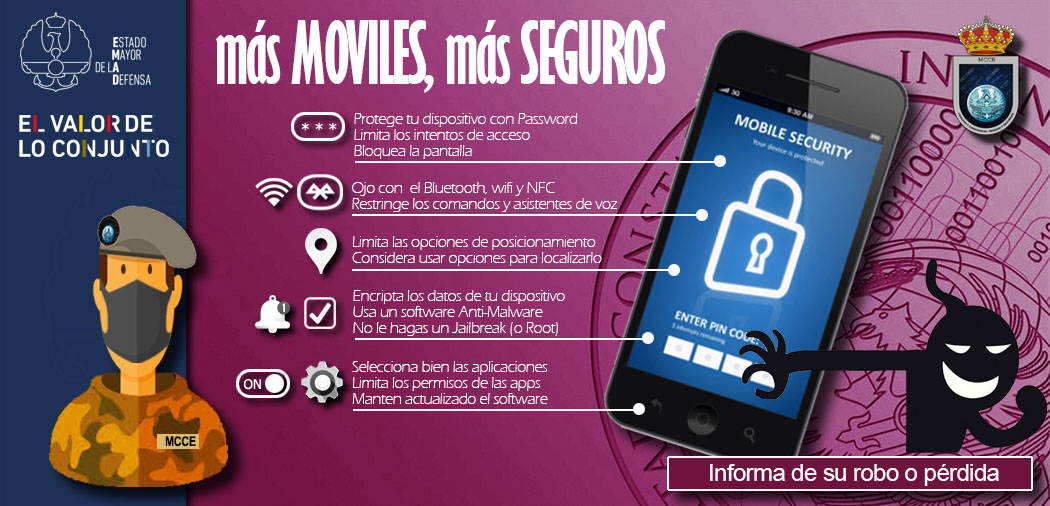 ESTADO
MAYOR
DE LA
DEFENSA
EL VALOR DE
LO CONJUNTO
más MOVILES, más SEGUROS
MCCE
***
Protege tu dispositivo con Password
Limita los intentos de acceso
Bloquea la pantalla
Ojo con el Bluetooth, wifi y NFC
Restringe los comandos y asistentes de voz
Limita las opciones de posicionamiento
Considera usar opciones para localizarlo
1
Encripta los datos de tu dispositivo
Usa un software Anti-Malware
No le hagas un Jailbreak (o Root)
ON
Selecciona bien las aplicaciones
Limita los permisos de las apps
Manten actualizado el software
3G
9:30 AM
MOBILE SECURITY
Your device is protected
ENTER PIN CODE
3 attempts remaining
MCCE
Informa de su robo o pérdida